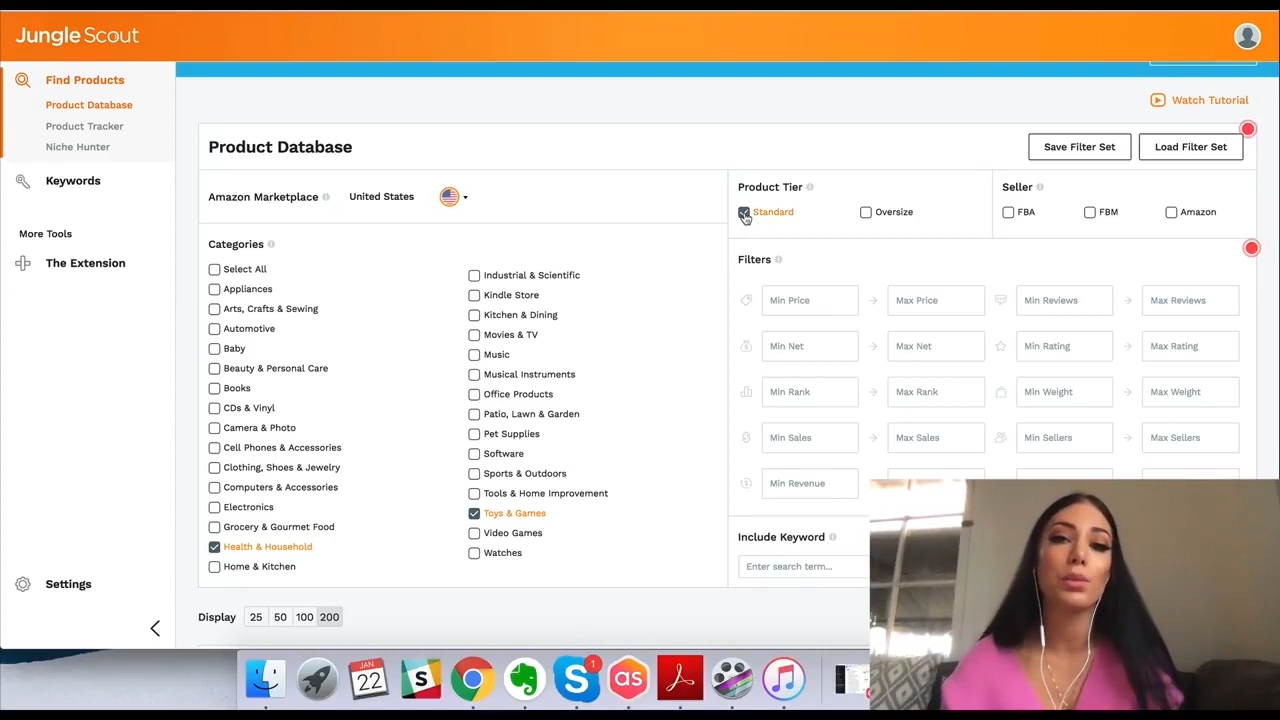 Jungle Scout
Find Products
Product Database
Product Tracker
Niche Hunter
Keywords
More Tools
The Extension
Settings
Watch Tutorial
Product Database
Save Filter Set
Load Filter Set
Amazon Marketplace
United States
Product Tier
Standard
Oversize
Seller
FBA
FBM
Amazon
Categories
Select All
Appliances
Arts, Crafts & Sewing
Automotive
Baby
Beauty & Personal Care
Books
CDs & Vinyl
Camera & Photo
Cell Phones & Accessories
Clothing, Shoes & Jewelry
Computers & Accessories
Electronics
Grocery & Gourmet Food
Health & Household
Home & Kitchen
Industrial & Scientific
Kindle Store
Kitchen & Dining
Movies & TV
Music
Musical Instruments
Office Products
Patio, Lawn & Garden
Pet Supplies
Software
Sports & Outdoors
Tools & Home Improvement
Toys & Games
Video Games
Watches
Filters
Min Price
Max Price
Min Reviews
Max Reviews
Min Net
Max Net
Min Rating
Max Rating
Min Rank
Max Rank
Min Weight
Max Weight
Min Sales
Max Sales
Min Sellers
Max Sellers
Min Revenue
Include Keyword
Enter search term...
Display
25
50
100
200
JAN
22
S
1
as